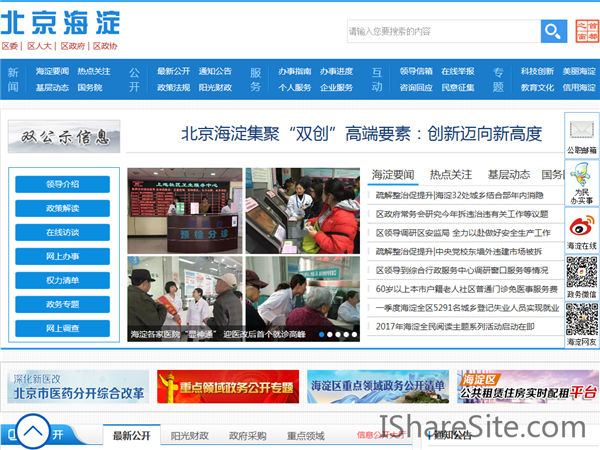 北京海淀
区委 | 区人大 | 区政府 | 区政协
请输入您要搜索的内容
首都之窗
新闻
海淀要闻 热点关注
基层动态 国务院
公开
最新公开 通知公告
政策法规 阳光财政
服务
办事指南 办事进度
个人服务 企业服务
互动
领导信箱 在线举报
咨询回应 民意征集
专题
科技创新 美丽海淀
教育文化 信用海淀
双公示信息
北京海淀集聚“双创”高端要素：创新迈向新高度
领导介绍
政策解读
在线访谈
网上办事
权力清单
政务专题
网上调查
上地社区卫生服务中心
预检分诊
海淀各家医院“显神通” 迎医改后首个就诊高峰
海淀要闻 热点关注 基层动态 国务
疏解整治促提升|海淀32处城乡结合部年内消隐
区政府常务会研究今年拆违治违有关工作等议题
区领导调研区安监局 全力以赴做好安全生产工作
疏解整治促提升|中央党校东墙外违建市场被拆
区领导到综合行政服务中心调研窗口服务等情况
60岁以上本市户籍老人社区普通门诊免医事服务费
一季度海淀全区5291名城乡登记失业人员实现就业
2017年海淀全民阅读主题系列活动启动在即
公职邮箱
为民
办实事
海淀在线
政务微信
海淀网友
深化新医改
北京市医药分开综合改革
重点领域政务公开专题
海淀区重点领域政务公开清单
海淀区
公共租赁住房实时配租平台
开
最新公开 阳光财政 政府采购 重点领域 信息公开大厅
通知公告
IShareSite.com